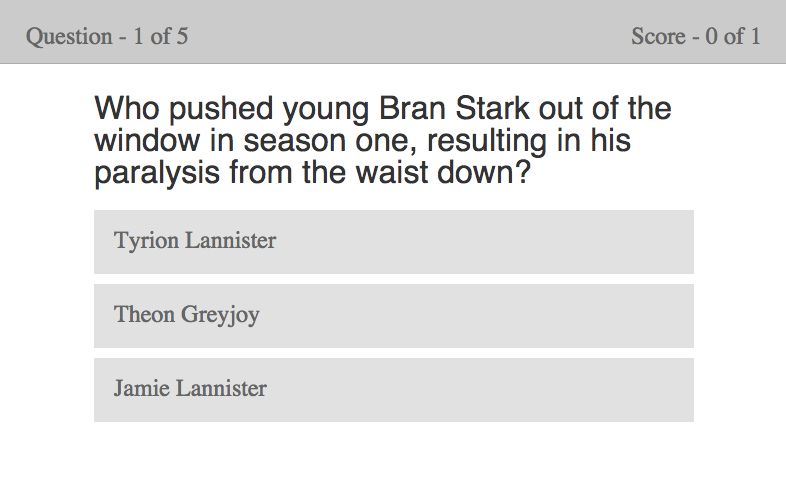 Question - 1 of 5
Score - 0 of 1
Who pushed young Bran Stark out of the
window in season one, resulting in his
paralysis from the waist down?
Tyrion Lannister
Theon Greyjoy
Jamie Lannister